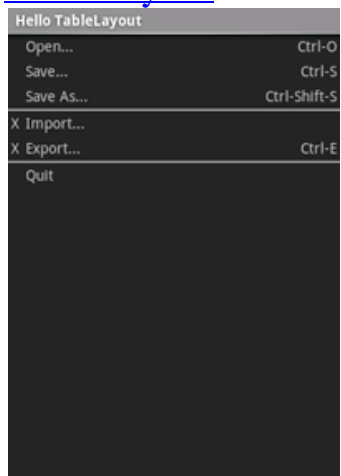 Hello TableLayout
Open... Ctrl-O
Save... Ctrl-S
Save As... Ctrl-Shift-S
X Import...
X Export... Ctrl-E
Quit